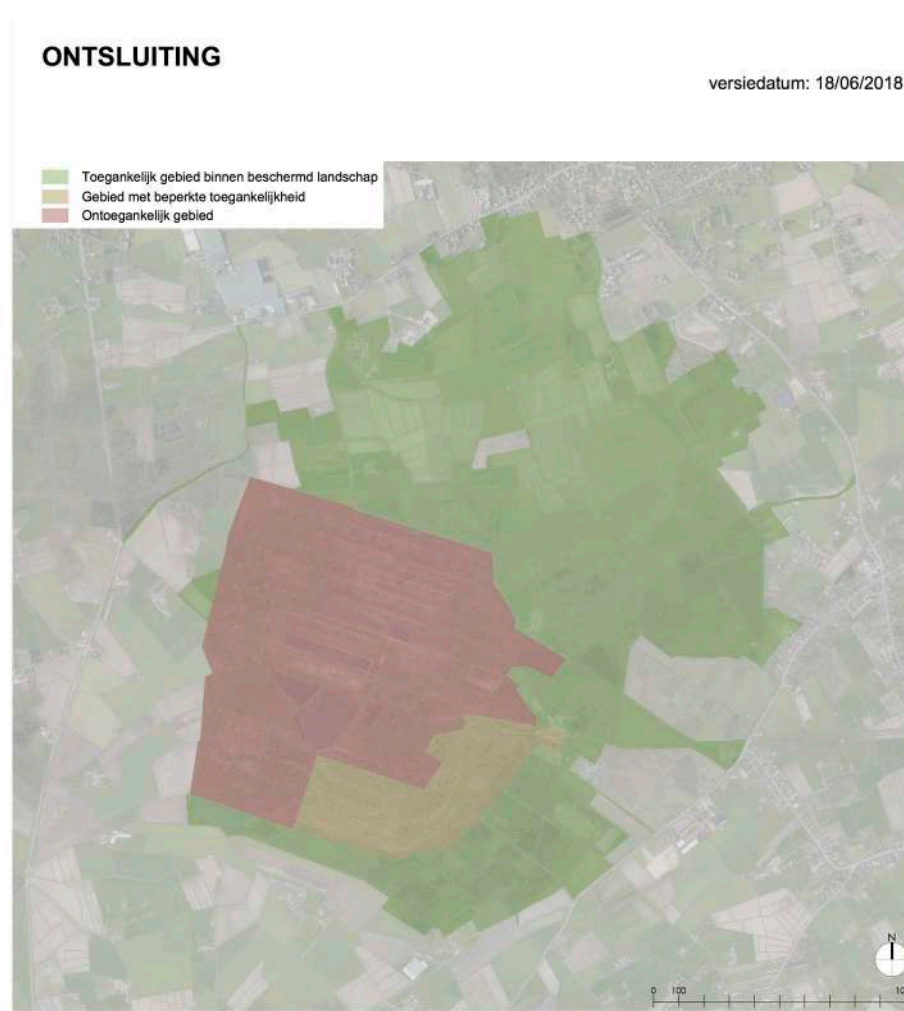 ONTSLUITING
versiedatum: 18/06/2018
Toegankelijk gebied binnen beschermd landschap
Gebied met beperkte toegankelijkheid
Ontoegankelijk gebied
N
0 100